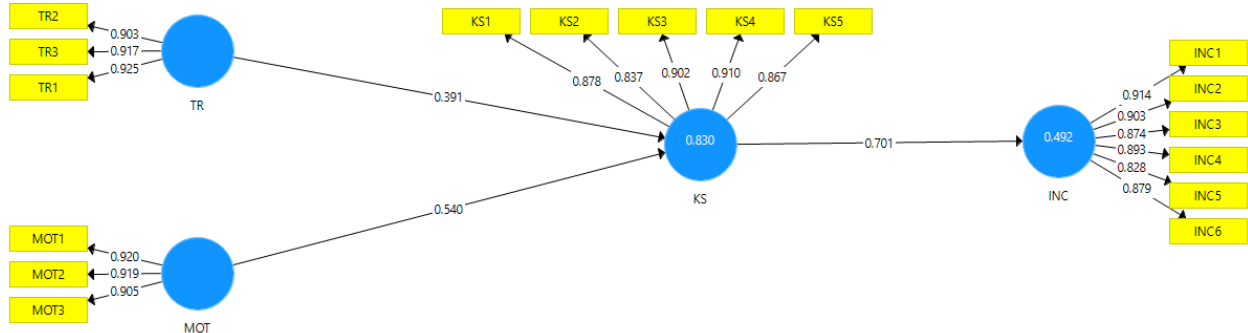 TR2
TR3
TR1
0.903
0.917
0.925
TR
0.391
KS1
KS2
KS3
KS4
KS5
0.878
0.837
0.902
0.910
0.867
0.830
KS
0.701
0.492
INC
0.914
0.903
0.874
0.893
0.828
0.879
INC1
INC2
INC3
INC4
INC5
INC6
0.540
MOT1
MOT2
MOT3
0.920
0.919
0.905
MOT